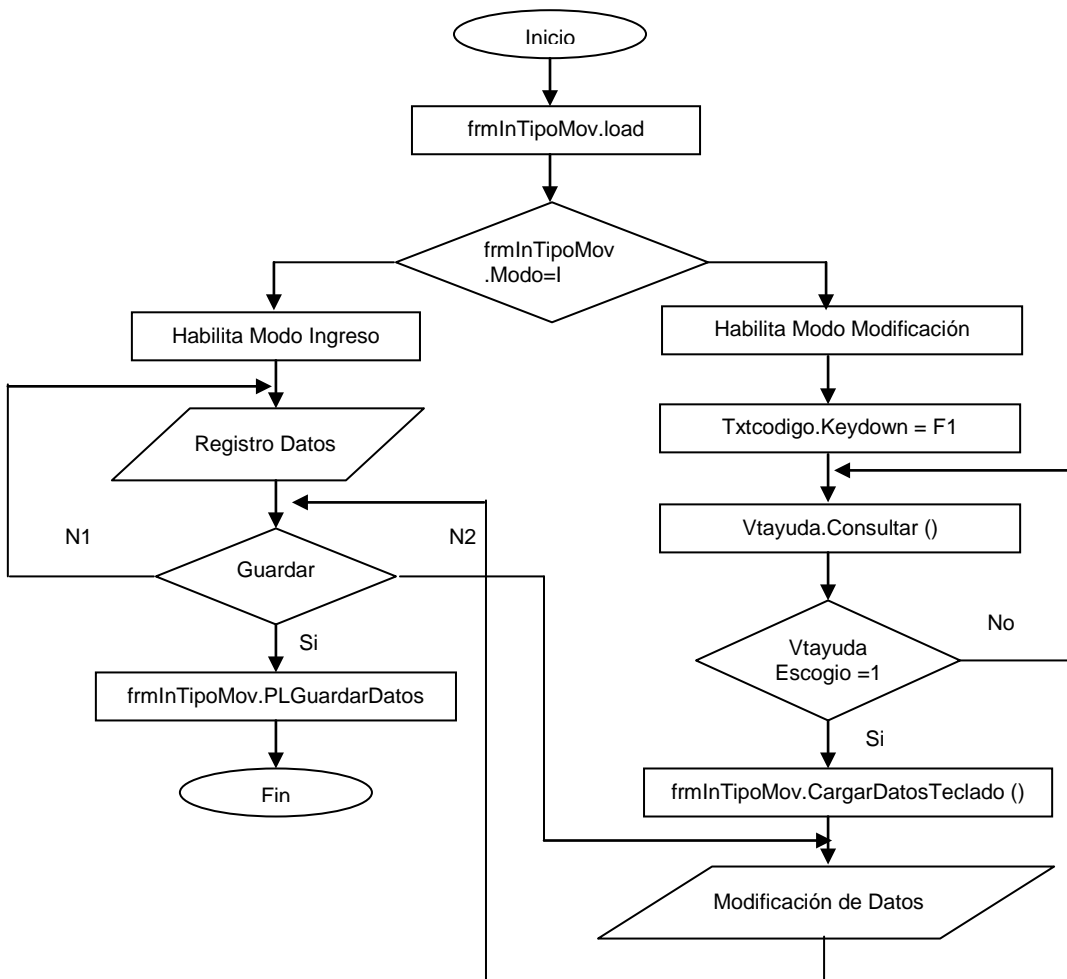 Inicio
frmInTipoMov.load
frmInTipoMov
.Modo=I
Habilita Modo Ingreso
Habilita Modo Modificación
Txtcodigo.Keydown = F1
Registro Datos
Vtayuda.Consultar ()
N1
N2
Guardar
No
Vtayuda
Escogio =1
Si
frmInTipoMov.PLGuardarDatos
Si
frmInTipoMov.CargarDatosTeclado ()
Fin
Modificación de Datos